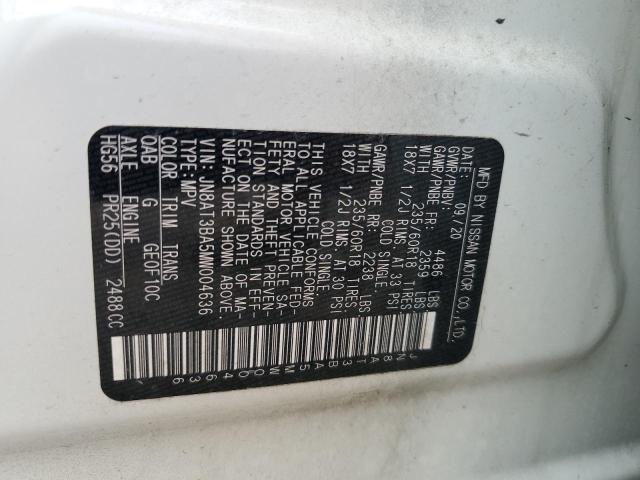 MFD BY NISSAN MOTOR CO.,LTD.
DATE: 09/20
GVWR/PNBV: 4486 LBS
GAWR/PNBE FR: 2359 LBS
WITH 235/60R18 TIRES
18X7 1/2J RIMS: AT 33 PSI
COLD SINGLE
GAWR/PNBE RR: 2238 LBS
WITH 235/60R18 TIRES:
18X7 1/2J RIMS: AT 30 PSI
COLD SINGLE
THIS VEHICLE CONFORMS
TO ALL APPLICABLE FED-
ERAL MOTOR VEHICLE SA-
FETY AND THEFT PREVEN-
TION STANDARDS IN EFF-
ECT ON THE DATE OF MA-
NUFACTURE SHOWN ABOVE.
VIN: JN8AT3BA5MW004636
TYPE: MPV
COLOR TRIM TRANS
QAB G GE0F10C
AXLE ENGINE
HG56 PR25(DD) 2488CC
JN8AT3BA5MW004636